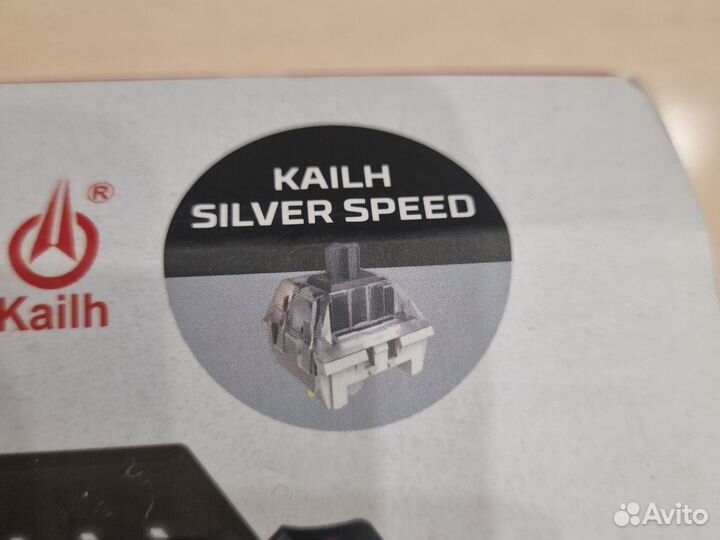 KAILH
SILVER SPEED
®
Kailh
Avito